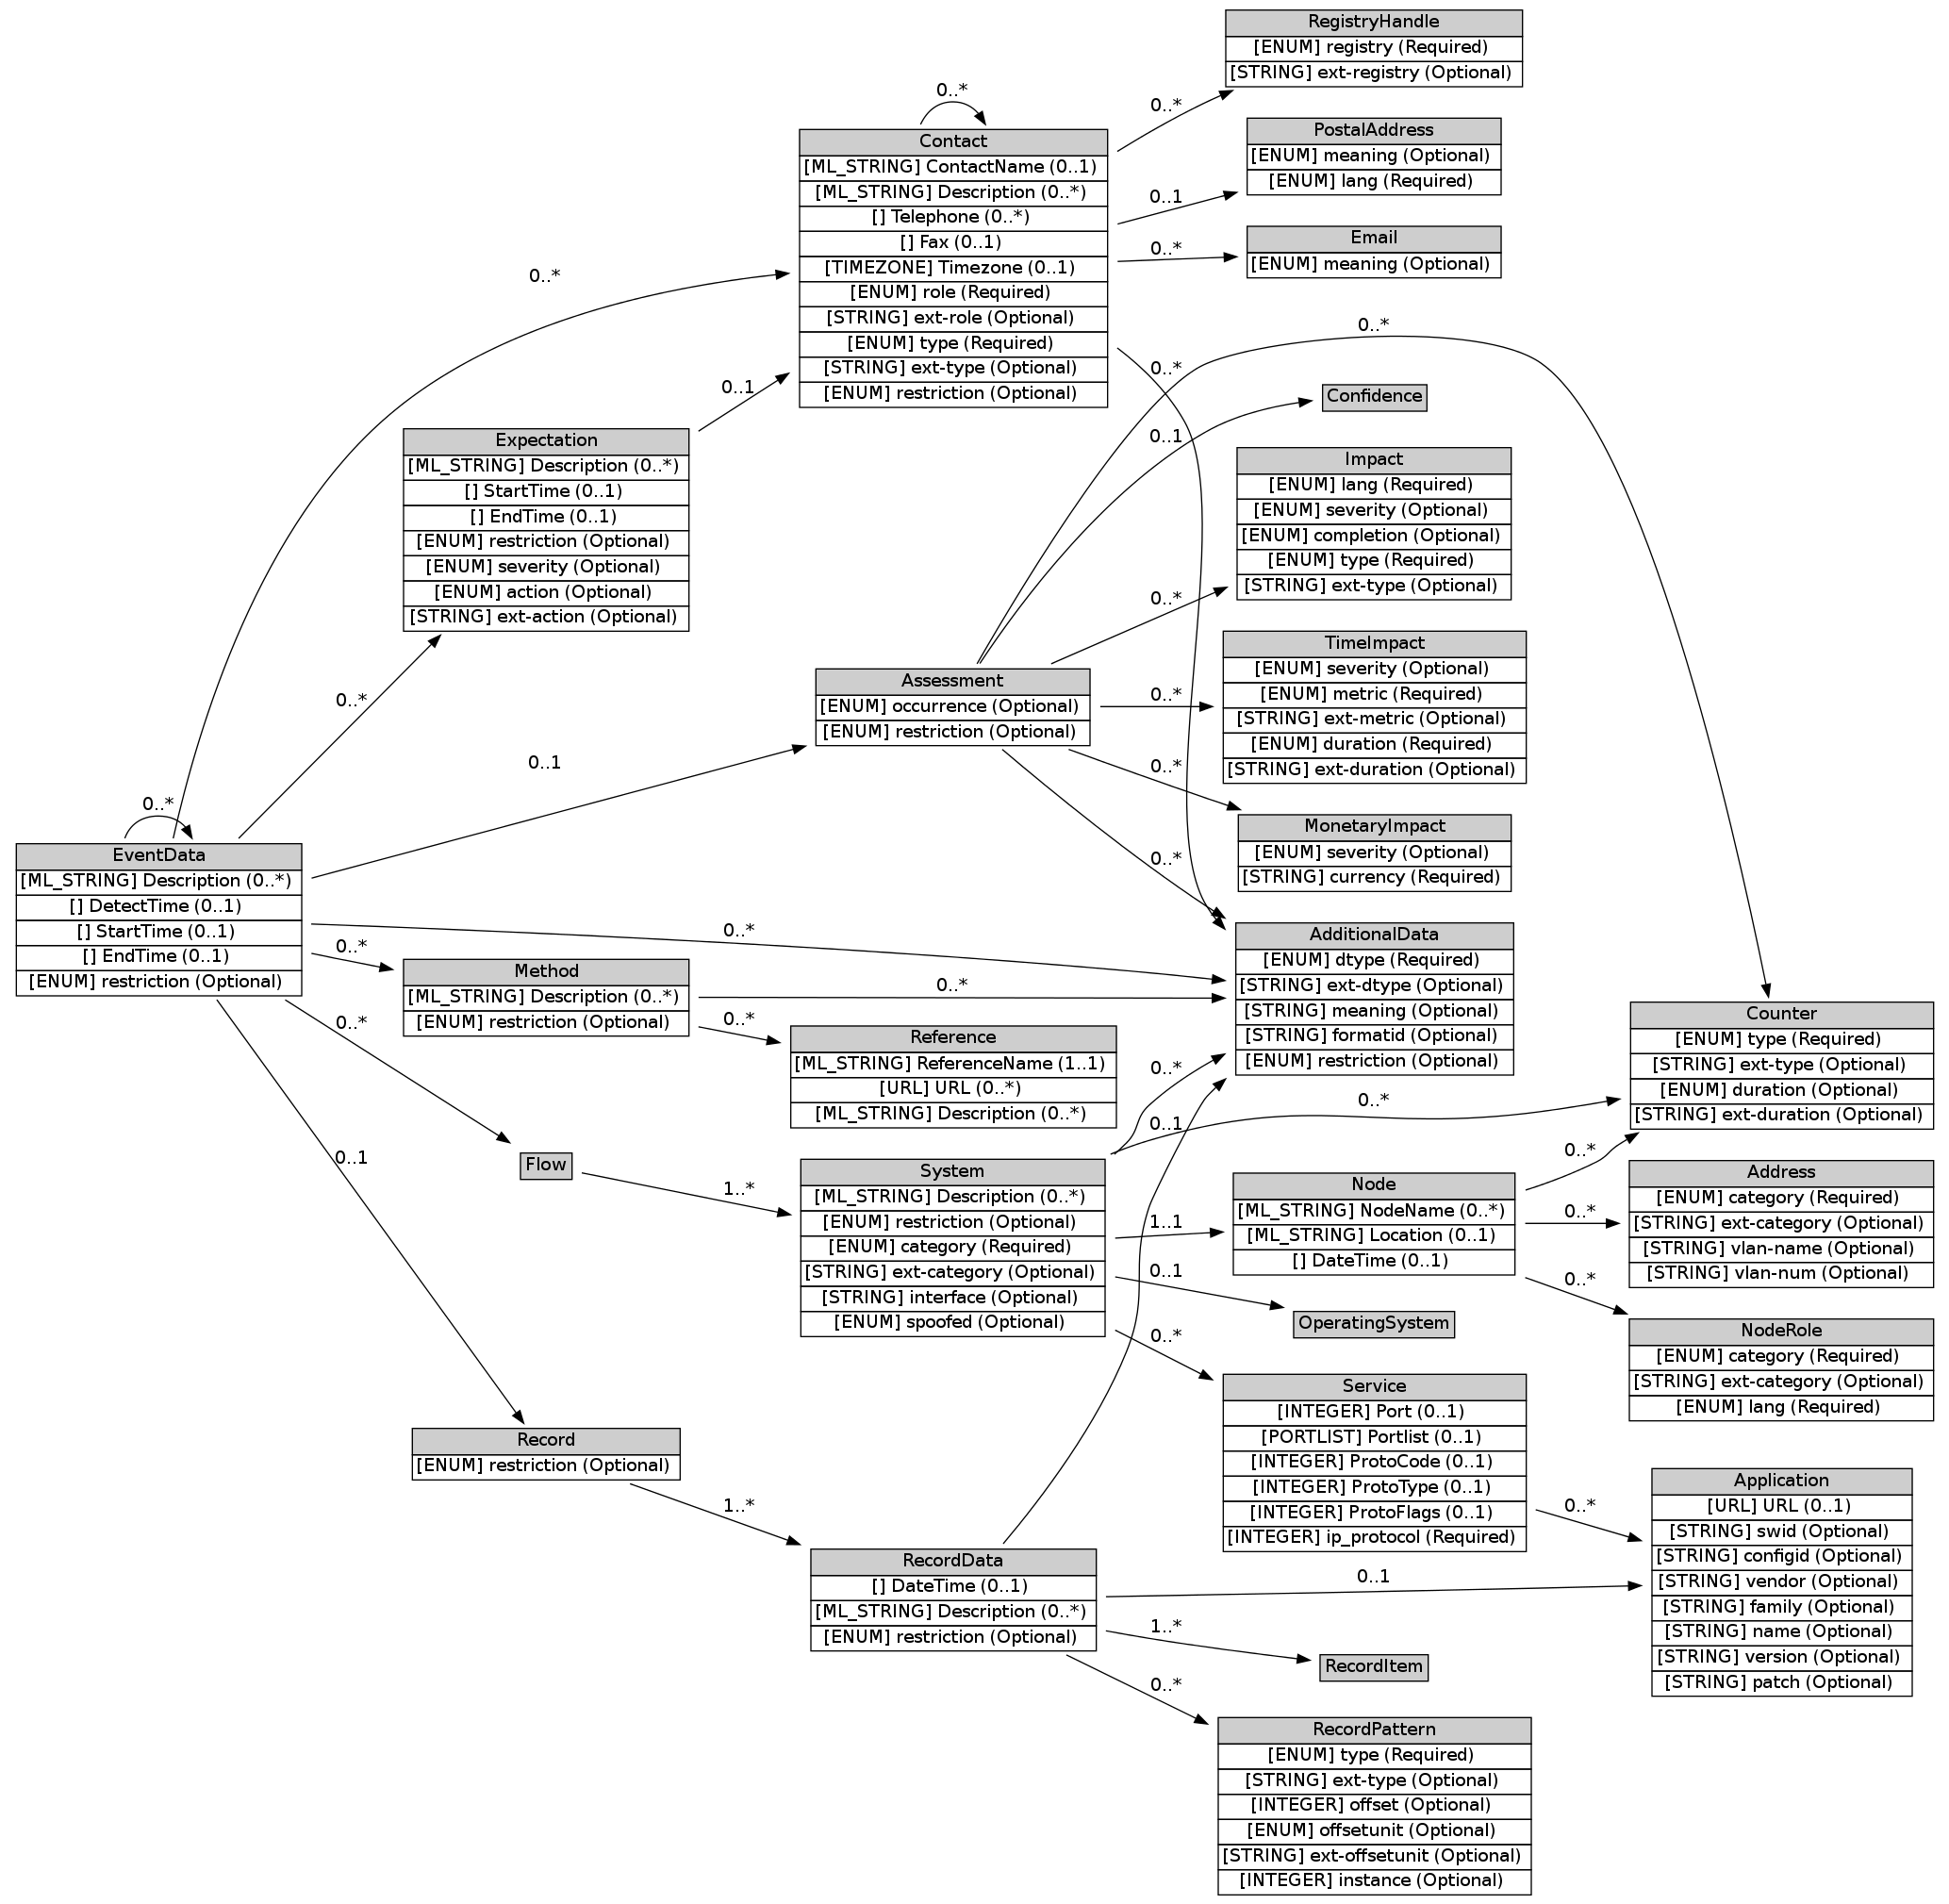 RegistryHandle
[ENUM] registry (Required)
[STRING] ext-registry (Optional)
0..*
0..*
Contact
[ML_STRING] ContactName (0..1)
[ML_STRING] Description (0..*)
[] Telephone (0..*)
[] Fax (0..1)
[TIMEZONE] Timezone (0..1)
[ENUM] role (Required)
[STRING] ext-role (Optional)
[ENUM] type (Required)
[STRING] ext-type (Optional)
[ENUM] restriction (Optional)
PostalAddress
[ENUM] meaning (Optional)
[ENUM] lang (Required)
0..1
Email
[ENUM] meaning (Optional)
0..*
0..*
0..*
0..*
0..1
Confidence
0..1
Expectation
[ML_STRING] Description (0..*)
[] StartTime (0..1)
[] EndTime (0..1)
[ENUM] restriction (Optional)
[ENUM] severity (Optional)
[ENUM] action (Optional)
[STRING] ext-action (Optional)
Impact
[ENUM] lang (Required)
[ENUM] severity (Optional)
[ENUM] completion (Optional)
[ENUM] type (Required)
[STRING] ext-type (Optional)
0..*
TimeImpact
[ENUM] severity (Optional)
[ENUM] metric (Required)
[STRING] ext-metric (Optional)
[ENUM] duration (Required)
[STRING] ext-duration (Optional)
0..*
Assessment
[ENUM] occurrence (Optional)
[ENUM] restriction (Optional)
0..*
0..1
0..*
MonetaryImpact
[ENUM] severity (Optional)
[STRING] currency (Required)
0..*
0..*
EventData
[ML_STRING] Description (0..*)
[] DetectTime (0..1)
[] StartTime (0..1)
[] EndTime (0..1)
[ENUM] restriction (Optional)
0..*
0..*
0..*
AdditionalData
[ENUM] dtype (Required)
[STRING] ext-dtype (Optional)
[STRING] meaning (Optional)
[STRING] formatid (Optional)
[ENUM] restriction (Optional)
Method
[ML_STRING] Description (0..*)
[ENUM] restriction (Optional)
0..*
0..*
0..*
Reference
[ML_STRING] ReferenceName (1..1)
[URL] URL (0..*)
[ML_STRING] Description (0..*)
Counter
[ENUM] type (Required)
[STRING] ext-type (Optional)
[ENUM] duration (Optional)
[STRING] ext-duration (Optional)
0..*
0..*
0..1
0..1
Flow
1..*
System
[ML_STRING] Description (0..*)
[ENUM] restriction (Optional)
[ENUM] category (Required)
[STRING] ext-category (Optional)
[STRING] interface (Optional)
[ENUM] spoofed (Optional)
1..1
0..1
0..*
Node
[ML_STRING] NodeName (0..*)
[ML_STRING] Location (0..1)
[] DateTime (0..1)
0..*
0..*
0..*
Address
[ENUM] category (Required)
[STRING] ext-category (Optional)
[STRING] vlan-name (Optional)
[STRING] vlan-num (Optional)
OperatingSystem
NodeRole
[ENUM] category (Required)
[STRING] ext-category (Optional)
[ENUM] lang (Required)
Service
[INTEGER] Port (0..1)
[PORTLIST] Portlist (0..1)
[INTEGER] ProtoCode (0..1)
[INTEGER] ProtoType (0..1)
[INTEGER] ProtoFlags (0..1)
[INTEGER] ip_protocol (Required)
0..*
Record
[ENUM] restriction (Optional)
1..*
Application
[URL] URL (0..1)
[STRING] swid (Optional)
[STRING] configid (Optional)
[STRING] vendor (Optional)
[STRING] family (Optional)
[STRING] name (Optional)
[STRING] version (Optional)
[STRING] patch (Optional)
RecordData
[] DateTime (0..1)
[ML_STRING] Description (0..*)
[ENUM] restriction (Optional)
0..1
1..*
RecordItem
0..*
RecordPattern
[ENUM] type (Required)
[STRING] ext-type (Optional)
[INTEGER] offset (Optional)
[ENUM] offsetunit (Optional)
[STRING] ext-offsetunit (Optional)
[INTEGER] instance (Optional)